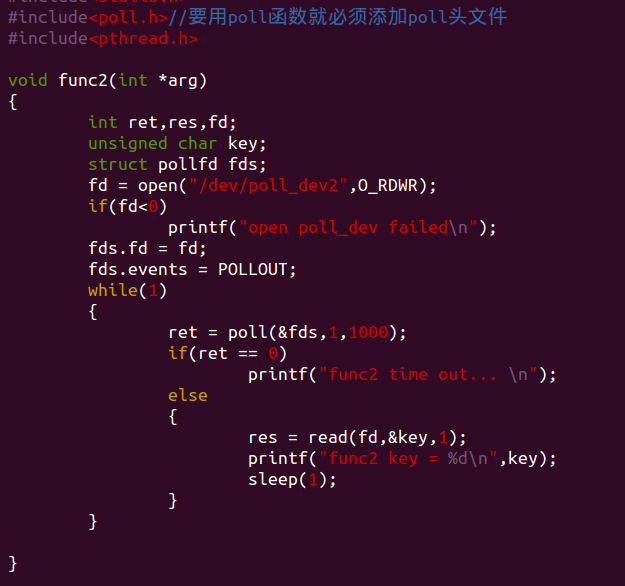 #include<poll.h>//要用poll函数就必须添加poll头文件
#include<pthread.h>
void func2(int *arg)
{
int ret,res,fd;
unsigned char key;
struct pollfd fds;
fd = open("/dev/poll_dev2",O_RDWR);
if(fd<0)
printf("open poll_dev failed\n");
fds.fd = fd;
fds.events = POLLOUT;
while(1)
{
ret = poll(&fds,1,1000);
if(ret == 0)
printf("func2 time out... \n");
else
{
res = read(fd,&key,1);
printf("func2 key = %d\n",key);
sleep(1);
}
}
}